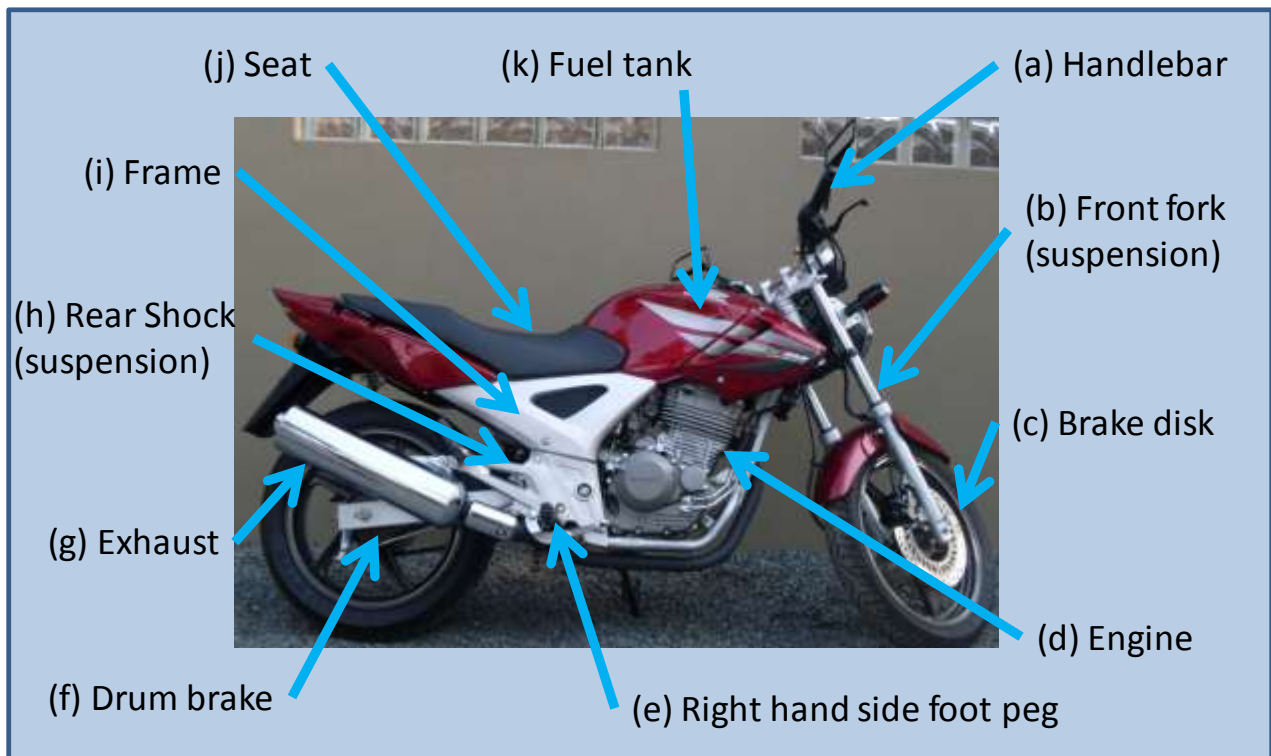 (j) Seat
(k) Fuel tank
(a) Handlebar
(i) Frame
(b) Front fork
(suspension)
(h) Rear Shock
(suspension)
(c) Brake disk
(g) Exhaust
(d) Engine
(f) Drum brake
(e) Right hand side foot peg